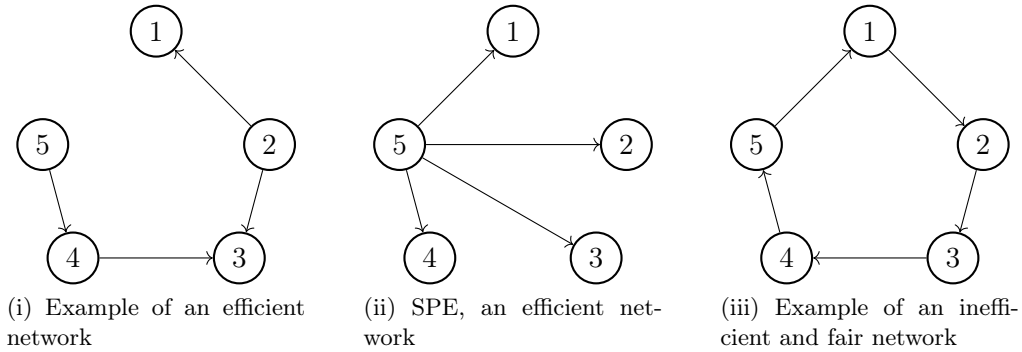 1
5
2
4
3
(i) Example of an efficient
network
1
5
2
4
3
(ii) SPE, an efficient net-
work
1
5
2
4
3
(iii) Example of an ineffi-
cient and fair network